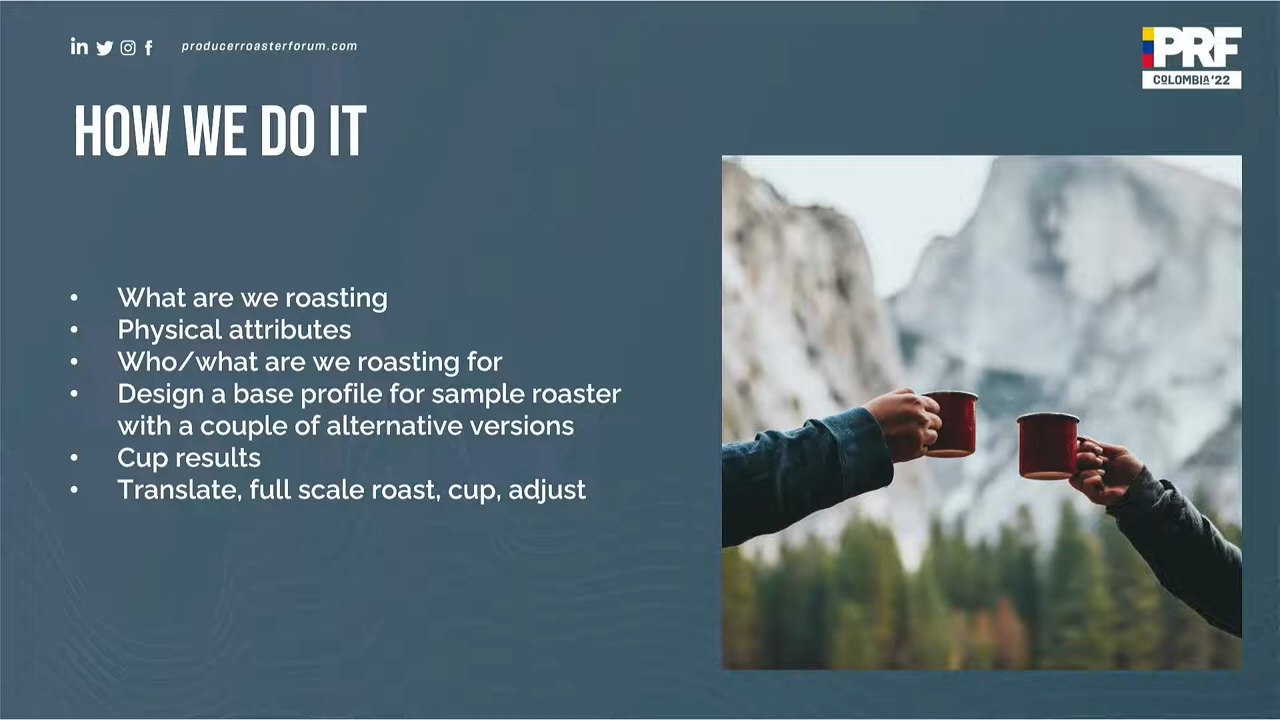 in f producerroasterforum.com
PRF
COLOMBIA '22
HOW WE DO IT
• What are we roasting
• Physical attributes
• Who/what are we roasting for
• Design a base profile for sample roaster
with a couple of alternative versions
• Cup results
• Translate, full scale roast, cup, adjust